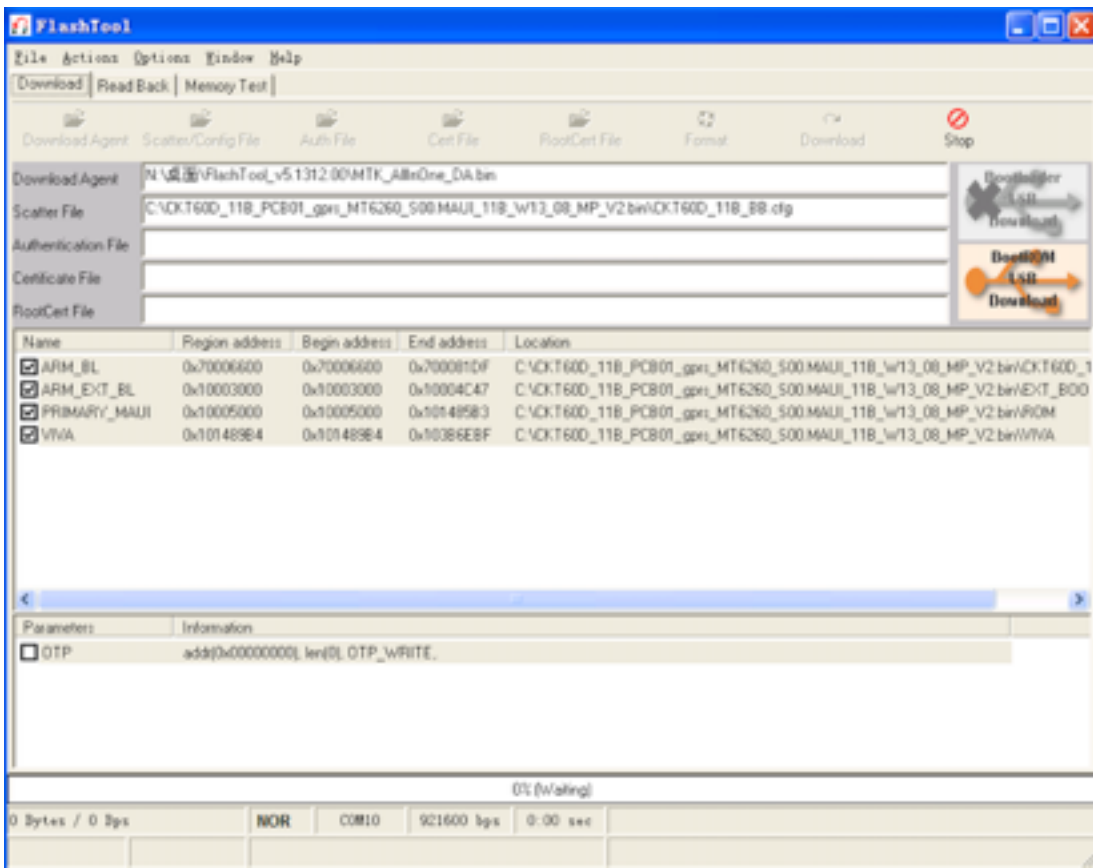 FlashTool
File Actions Options Window Help
Download Read Back Memory Test
Download Agent Scatter/Config File Auth File Cert File RootCert File Format Download Stop
Download Agent N:\桌面\FlashTool_v5.1312.00\MTK_AllInOne_DA.bin
Scatter File C:\CKT60D_11B_PCB01_gprs_MT6260_S00.MAUI_11B_W13_08_MP_V2.bin\CKT60D_11B_BB.cfg
Authentication File
Certificate File
RootCert File
Bootloader USB Download
BootROM USB Download
Name Region address Begin address End address Location
ARM_BL 0x70006600 0x70006600 0x700081DF C:\CKT60D_11B_PCB01_gprs_MT6260_S00.MAUI_11B_W13_08_MP_V2.bin\CKT60D_1
ARM_EXT_BL 0x10003000 0x10003000 0x10004C47 C:\CKT60D_11B_PCB01_gprs_MT6260_S00.MAUI_11B_W13_08_MP_V2.bin\EXT_BOO
PRIMARY_MAUI 0x10005000 0x10005000 0x101485B3 C:\CKT60D_11B_PCB01_gprs_MT6260_S00.MAUI_11B_W13_08_MP_V2.bin\ROM
VIVA 0x101489B4 0x101489B4 0x103B6EBF C:\CKT60D_11B_PCB01_gprs_MT6260_S00.MAUI_11B_W13_08_MP_V2.bin\VIVA
Parameters Information
OTP addr(0x00000000), len(0), OTP_WRITE,
0% (Waiting)
0 Bytes / 0 Bps NOR COM10 921600 bps 0:00 sec